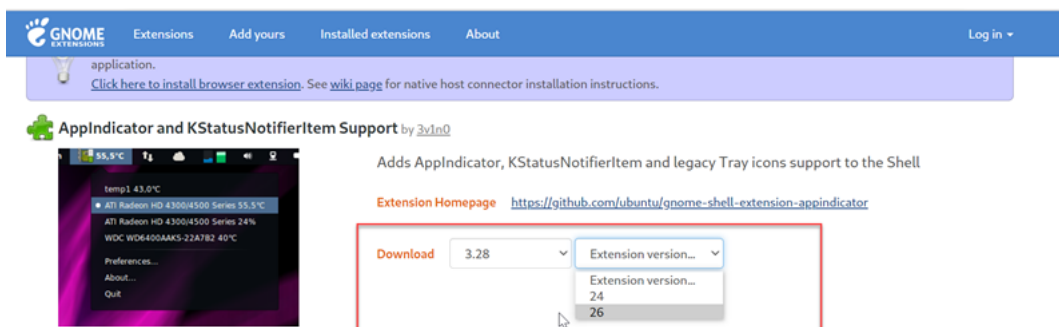 GNOME EXTENSIONS Extensions Add yours Installed extensions About Log in
application.
Click here to install browser extension. See wiki page for native host connector installation instructions.
AppIndicator and KStatusNotifierItem Support by 3v1n0
55,5°C
temp1 43.0°C
ATI Radeon HD 4300/4500 Series 55.5°C
ATI Radeon HD 4300/4500 Series 24%
WDC WD6400AAKS-22A7B2 40°C
Preferences...
About...
Quit
Adds AppIndicator, KStatusNotifierItem and legacy Tray icons support to the Shell
Extension Homepage https://github.com/ubuntu/gnome-shell-extension-appindicator
Download 3.28 Extension version...
Extension version...
24
26